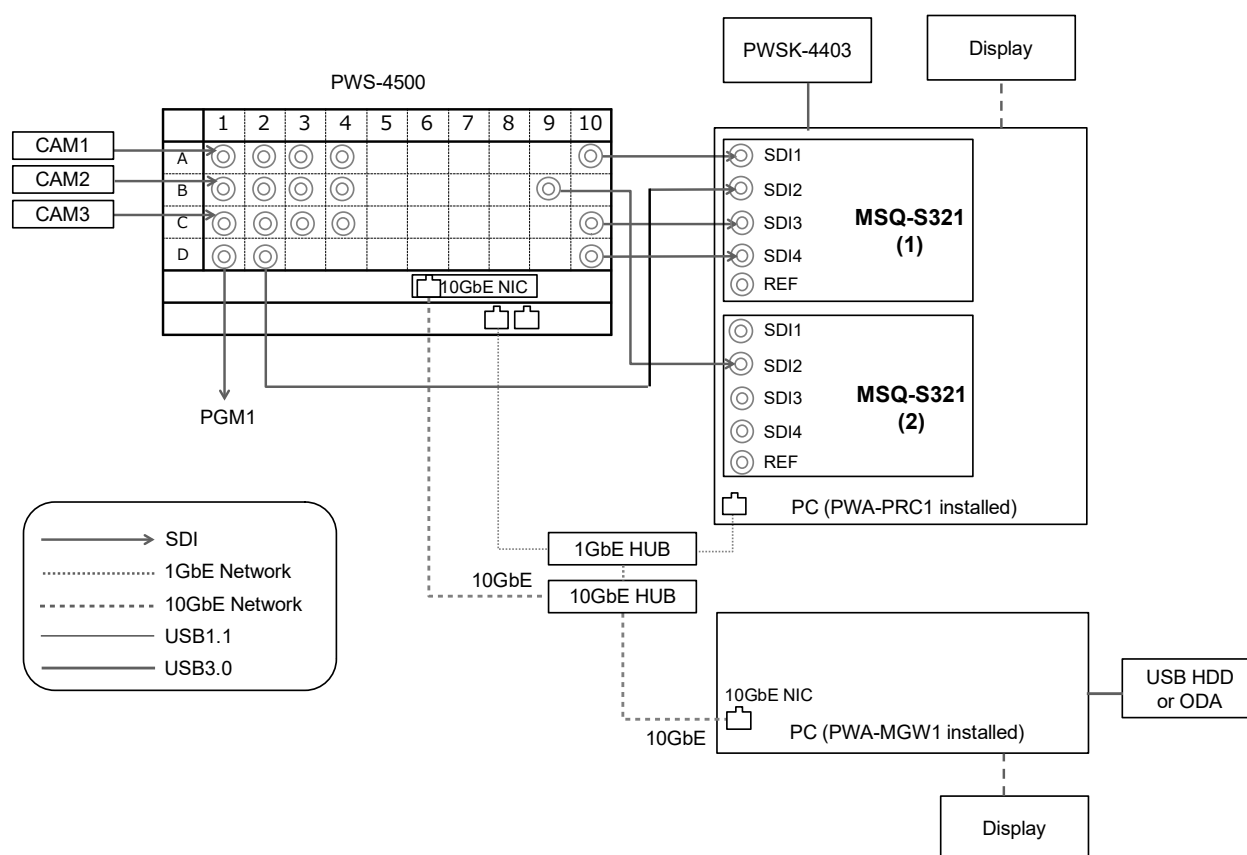 PWSK-4403
Display
PWS-4500
1 2 3 4 5 6 7 8 9 10
CAM1
CAM2
CAM3
A
B
C
D
10GbE NIC
PGM1
SDI1
SDI2
SDI3
SDI4
REF
MSQ-S321
(1)
SDI1
SDI2
SDI3
SDI4
REF
MSQ-S321
(2)
PC (PWA-PRC1 installed)
SDI
1GbE Network
10GbE Network
USB1.1
USB3.0
1GbE HUB
10GbE
10GbE HUB
10GbE
10GbE NIC
PC (PWA-MGW1 installed)
USB HDD
or ODA
Display